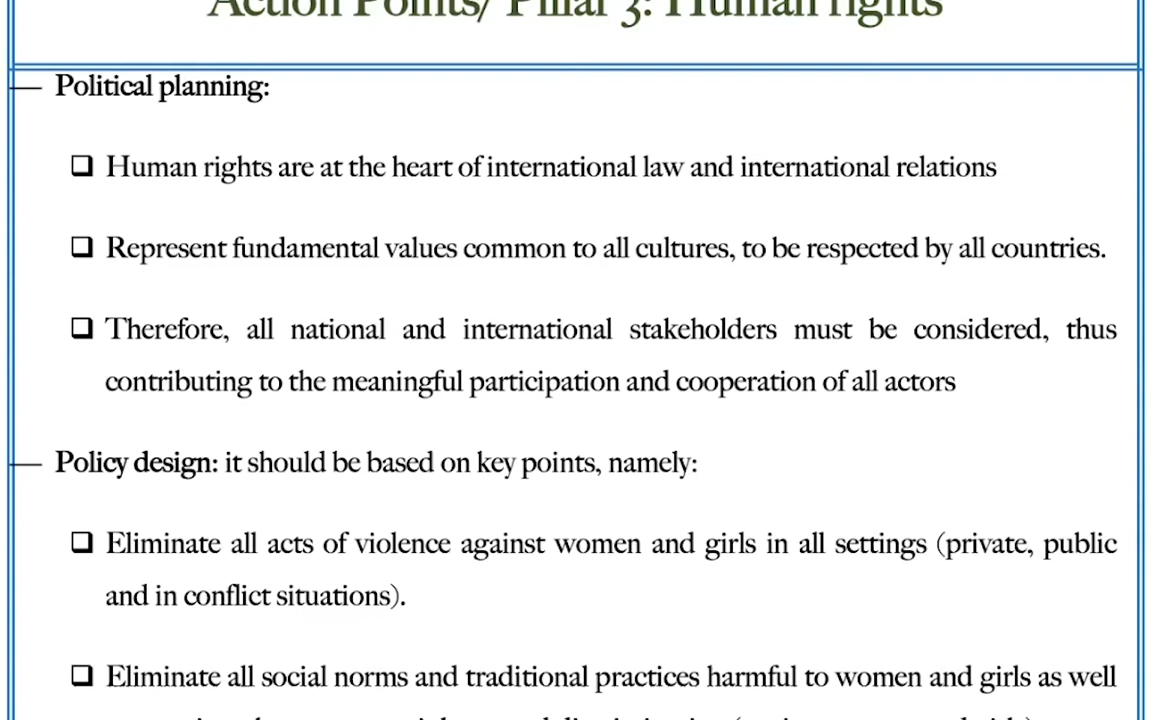 Action Points/ Pillar 3: Human rights
— Political planning:
❑ Human rights are at the heart of international law and international relations
❑ Represent fundamental values common to all cultures, to be respected by all countries.
❑ Therefore, all national and international stakeholders must be considered, thus
contributing to the meaningful participation and cooperation of all actors
— Policy design: it should be based on key points, namely:
❑ Eliminate all acts of violence against women and girls in all settings (private, public
and in conflict situations).
❑ Eliminate all social norms and traditional practices harmful to women and girls as well